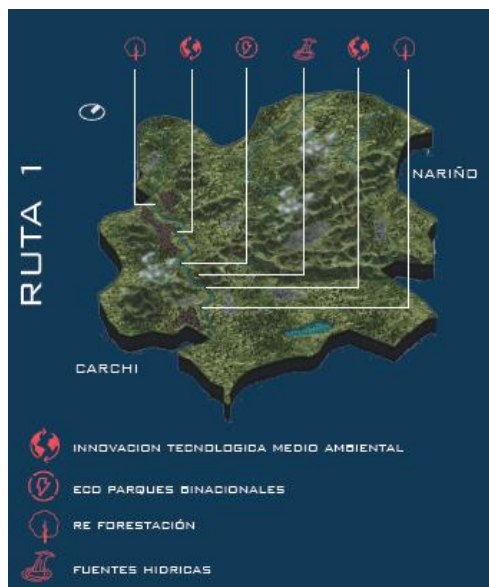 RUTA 1
NARIÑO
CARCHI
INNOVACION TECNOLOGICA MEDIO AMBIENTAL
ECO PARQUES BINACIONALES
RE FORESTACIÓN
FUENTES HIDRICAS